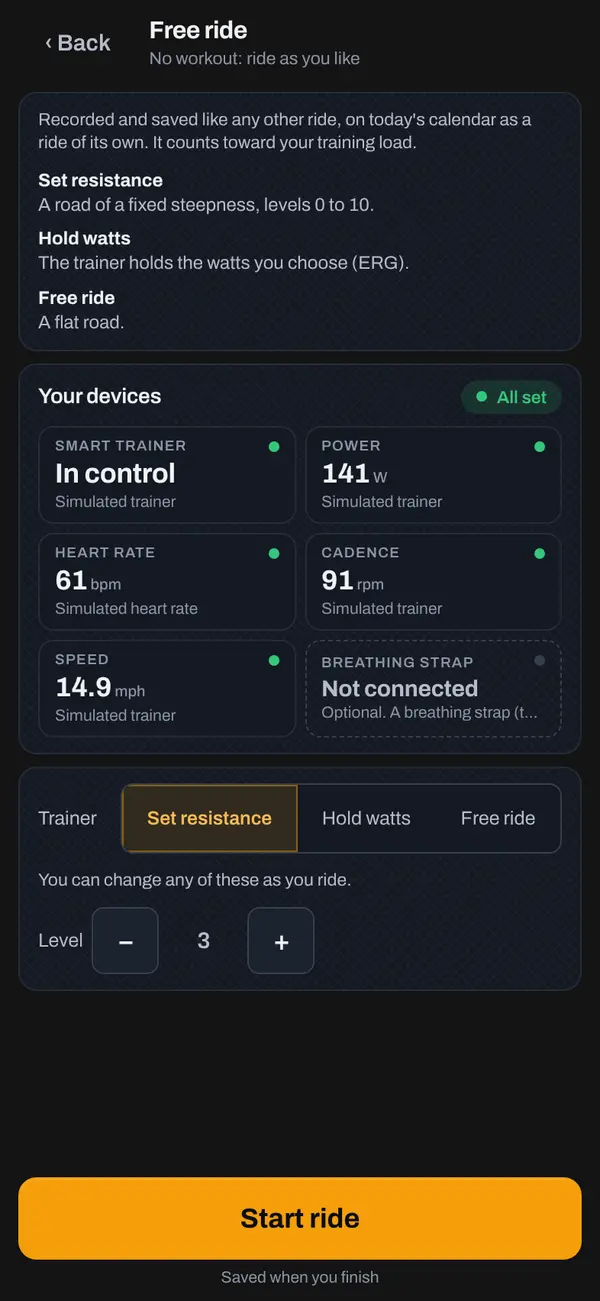 ‹ Back
Free ride
No workout: ride as you like
Recorded and saved like any other ride, on today's calendar as a
ride of its own. It counts toward your training load.
Set resistance
A road of a fixed steepness, levels 0 to 10.
Hold watts
The trainer holds the watts you choose (ERG).
Free ride
A flat road.
Your devices
All set
SMART TRAINER
In control
Simulated trainer
POWER
141 W
Simulated trainer
HEART RATE
61 bpm
Simulated heart rate
CADENCE
91 rpm
Simulated trainer
SPEED
14.9 mph
Simulated trainer
BREATHING STRAP
Not connected
Optional. A breathing strap (t...
Trainer
Set resistance
Hold watts
Free ride
You can change any of these as you ride.
Level − 3 +
Start ride
Saved when you finish